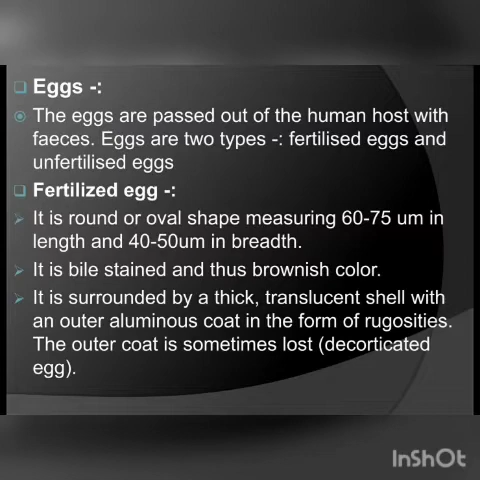 Eggs -:
The eggs are passed out of the human host with
faeces. Eggs are two types -: fertilised eggs and
unfertilised eggs
Fertilized egg -:
It is round or oval shape measuring 60-75 um in
length and 40-50um in breadth.
It is bile stained and thus brownish color.
It is surrounded by a thick, translucent shell with
an outer aluminous coat in the form of rugosities.
The outer coat is sometimes lost (decorticated
egg).
InShOt